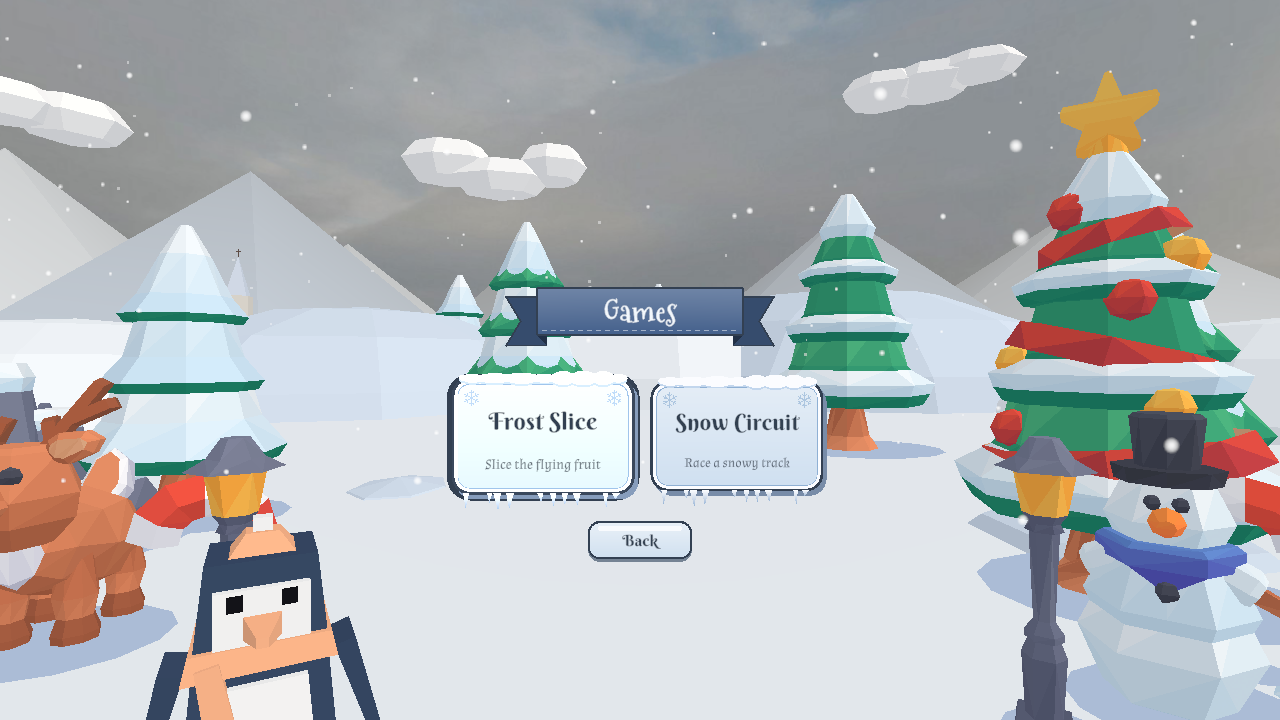 Games
Frost Slice
Slice the flying fruit
Snow Circuit
Race a snowy track
Back